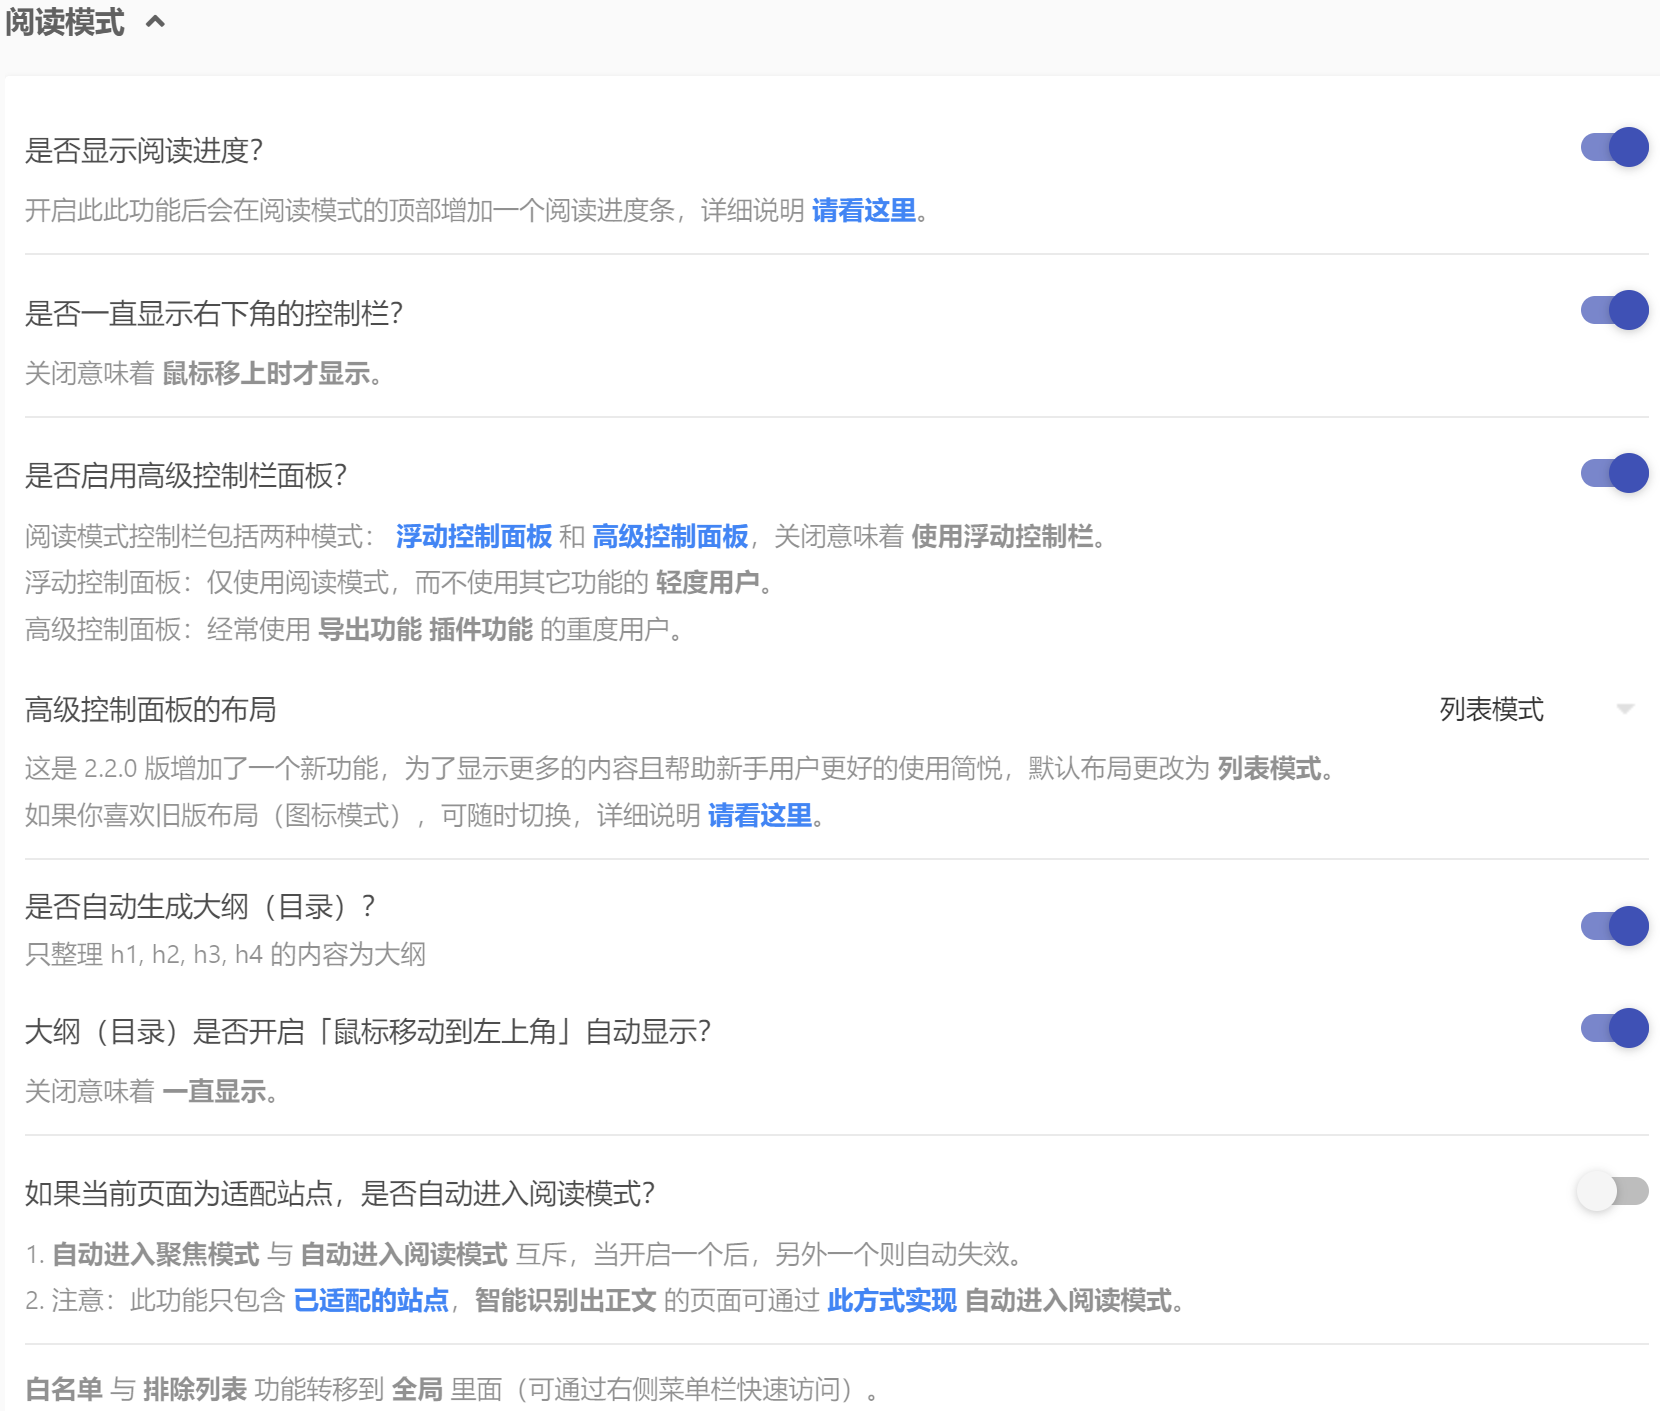 阅读模式
是否显示阅读进度？
开启此此功能后会在阅读模式的顶部增加一个阅读进度条，详细说明 请看这里。
是否一直显示右下角的控制栏？
关闭意味着 鼠标移上时才显示。
是否启用高级控制栏面板？
阅读模式控制栏包括两种模式： 浮动控制面板 和 高级控制面板，关闭意味着 使用浮动控制栏。
浮动控制面板：仅使用阅读模式，而不使用其它功能的 轻度用户。
高级控制面板：经常使用 导出功能 插件功能 的重度用户。
高级控制面板的布局 列表模式
这是 2.2.0 版增加了一个新功能，为了显示更多的内容且帮助新手用户更好的使用简悦，默认布局更改为 列表模式。
如果你喜欢旧版布局（图标模式），可随时切换，详细说明 请看这里。
是否自动生成大纲（目录）？
只整理 h1, h2, h3, h4 的内容为大纲
大纲（目录）是否开启「鼠标移动到左上角」自动显示？
关闭意味着 一直显示。
如果当前页面为适配站点，是否自动进入阅读模式？
1. 自动进入聚焦模式 与 自动进入阅读模式 互斥，当开启一个后，另外一个则自动失效。
2. 注意：此功能只包含 已适配的站点，智能识别出正文 的页面可通过 此方式实现 自动进入阅读模式。
白名单 与 排除列表 功能转移到 全局 里面（可通过右侧菜单栏快速访问）。